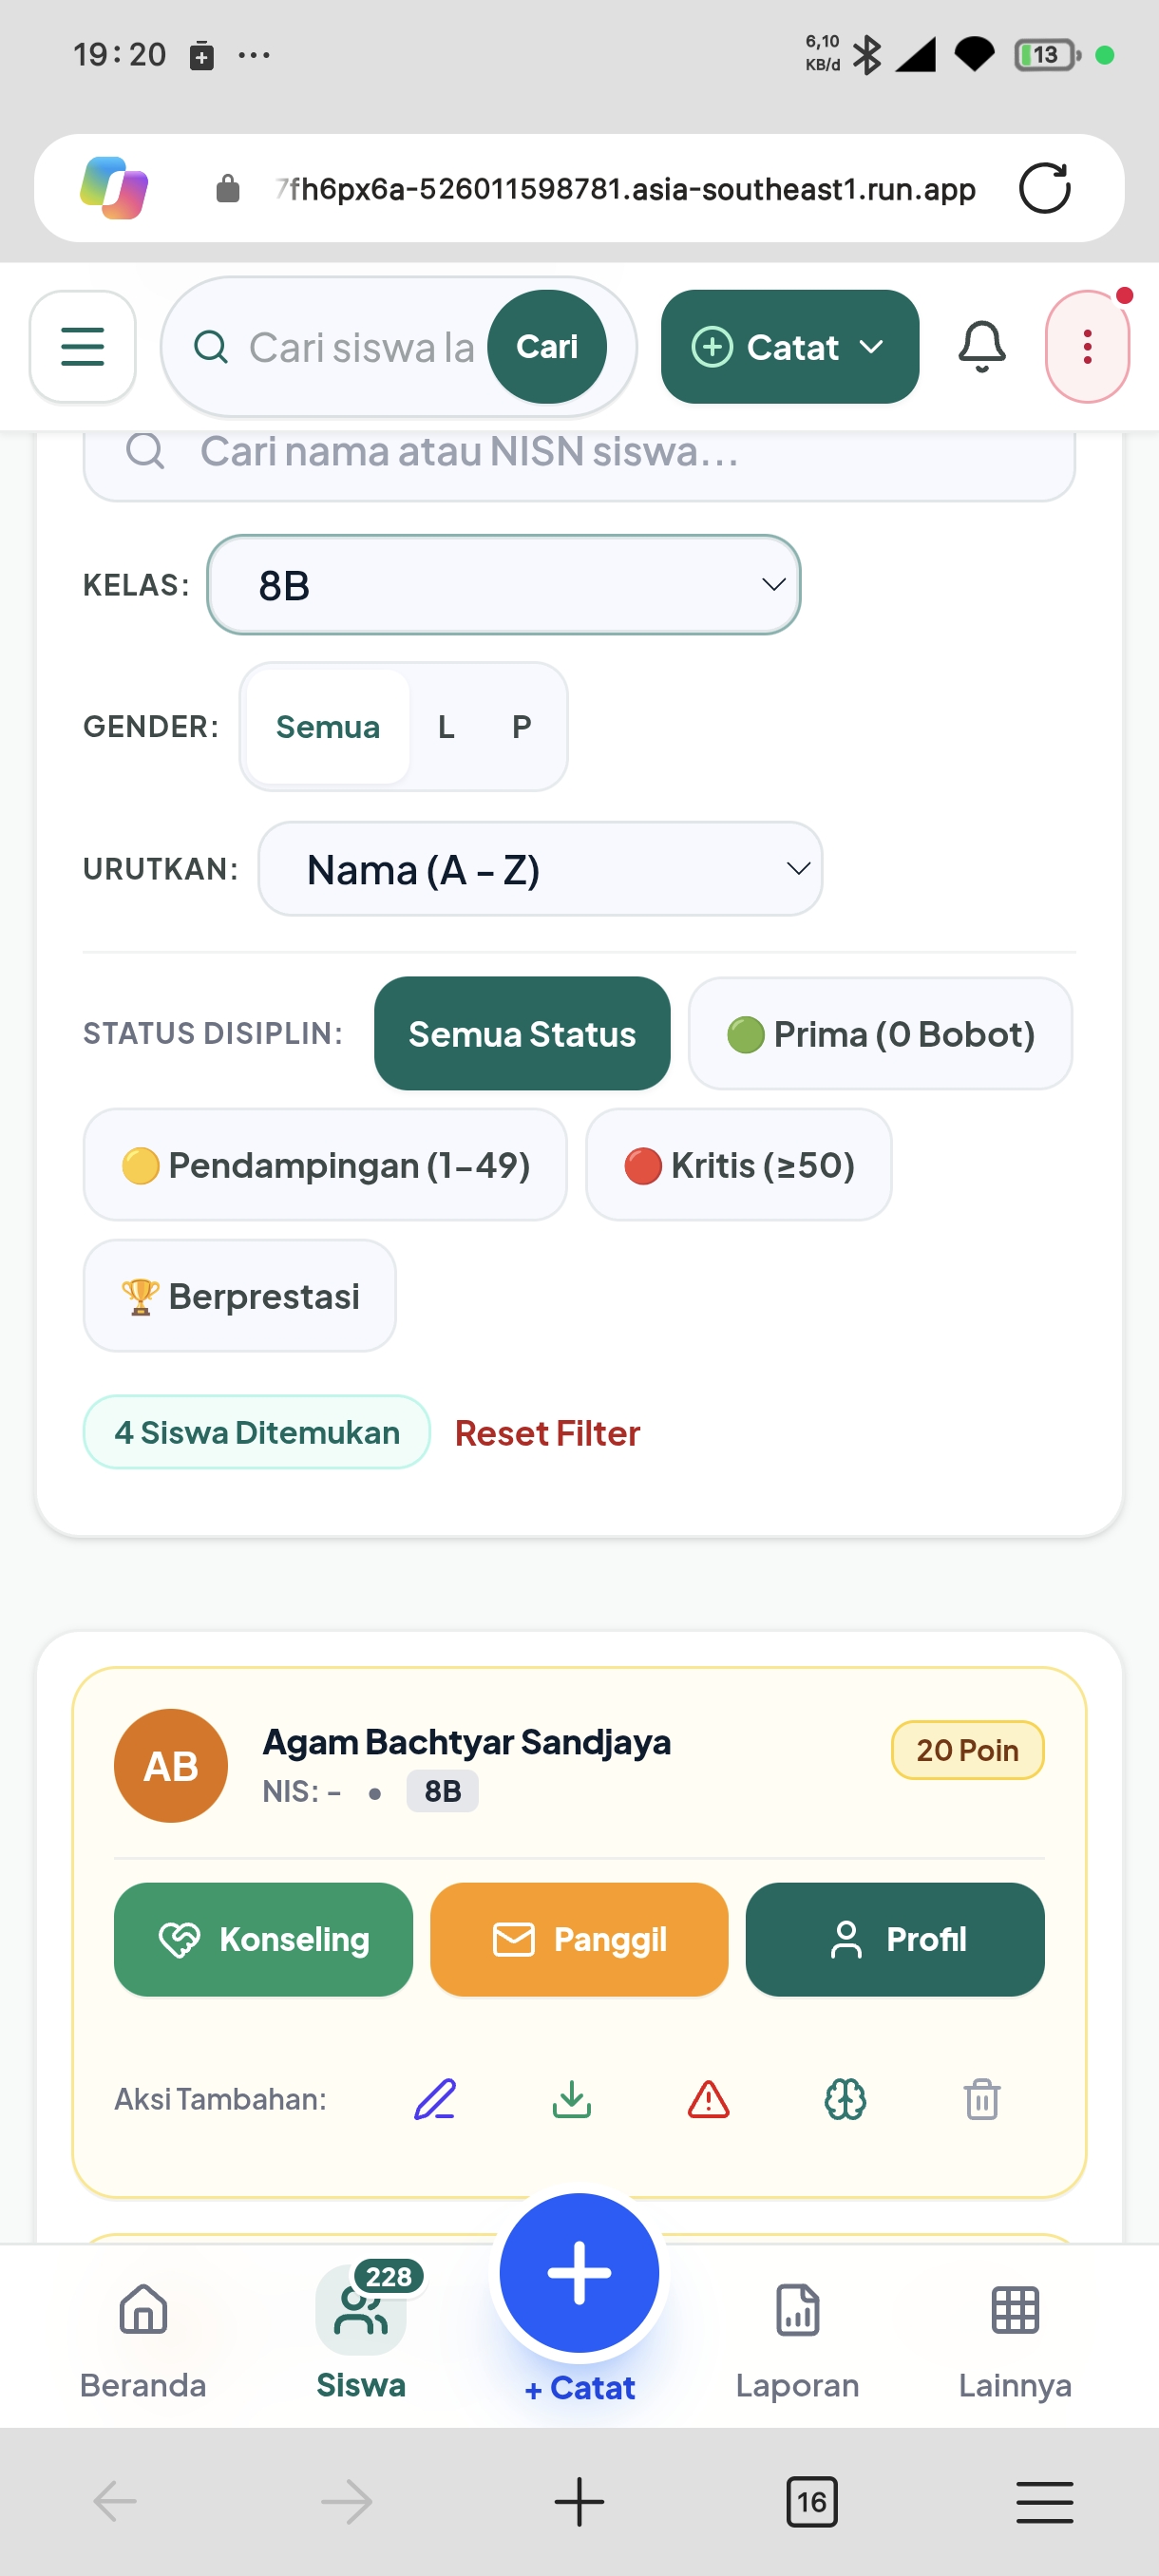 19:20
6,10
KB/d
13
7fh6px6a-526011598781.asia-southeast1.run.app
Cari siswa la
Cari
Catat
Cari nama atau NISN siswa...
KELAS:
8B
GENDER:
Semua
L
P
URUTKAN:
Nama (A - Z)
STATUS DISIPLIN:
Semua Status
Prima (0 Bobot)
Pendampingan (1-49)
Kritis (≥50)
Berprestasi
4 Siswa Ditemukan
Reset Filter
AB
Agam Bachtyar Sandjaya
NIS: - • 8B
20 Poin
Konseling
Panggil
Profil
Aksi Tambahan:
228
Beranda
Siswa
+ Catat
Laporan
Lainnya
16